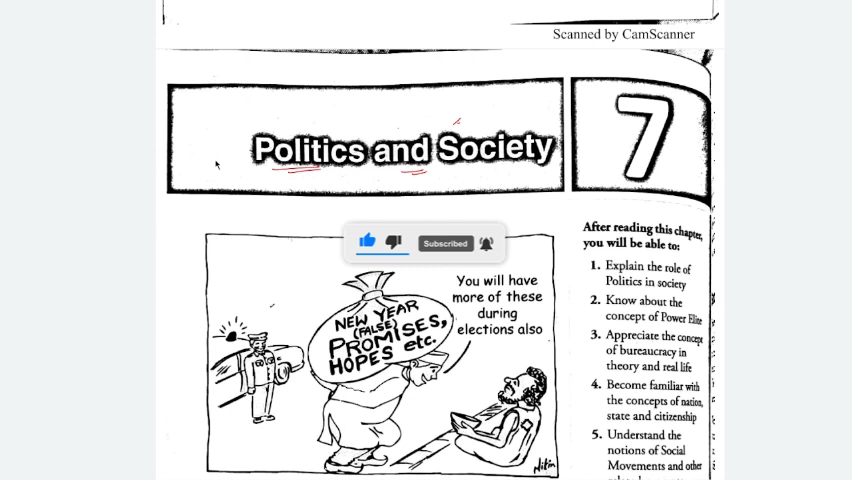 Scanned by CamScanner
Politics and Society
7
Subscribed
You will have
more of these
during
elections also
NEW YEAR
(FALSE)
PROMISES,
HOPES etc.
Nitin
After reading this chapter,
you will be able to:
1. Explain the role of
Politics in society
2. Know about the
concept of Power Elite
3. Appreciate the concept
of bureaucracy in
theory and real life
4. Become familiar with
the concepts of nation,
state and citizenship
5. Understand the
notions of Social
Movements and other